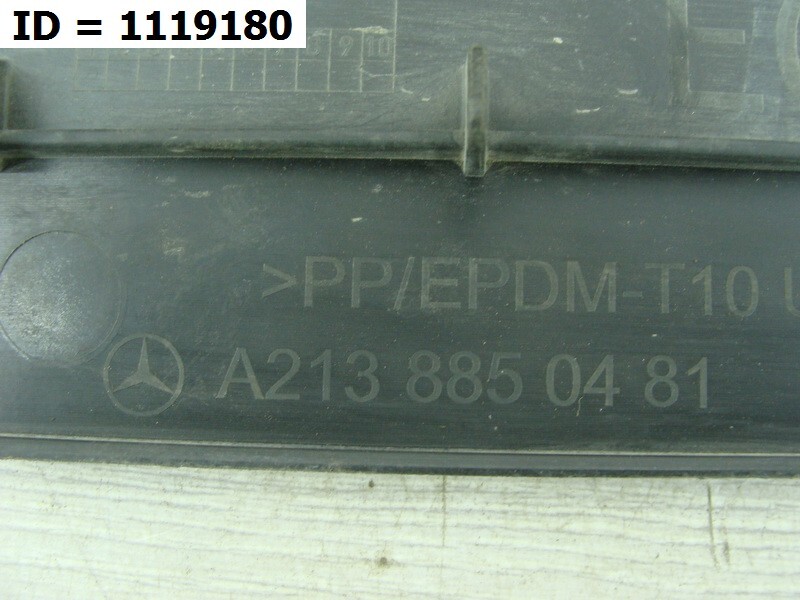 ID = 1119180
9 10
>PP/EPDM-T10
A213 885 04 81